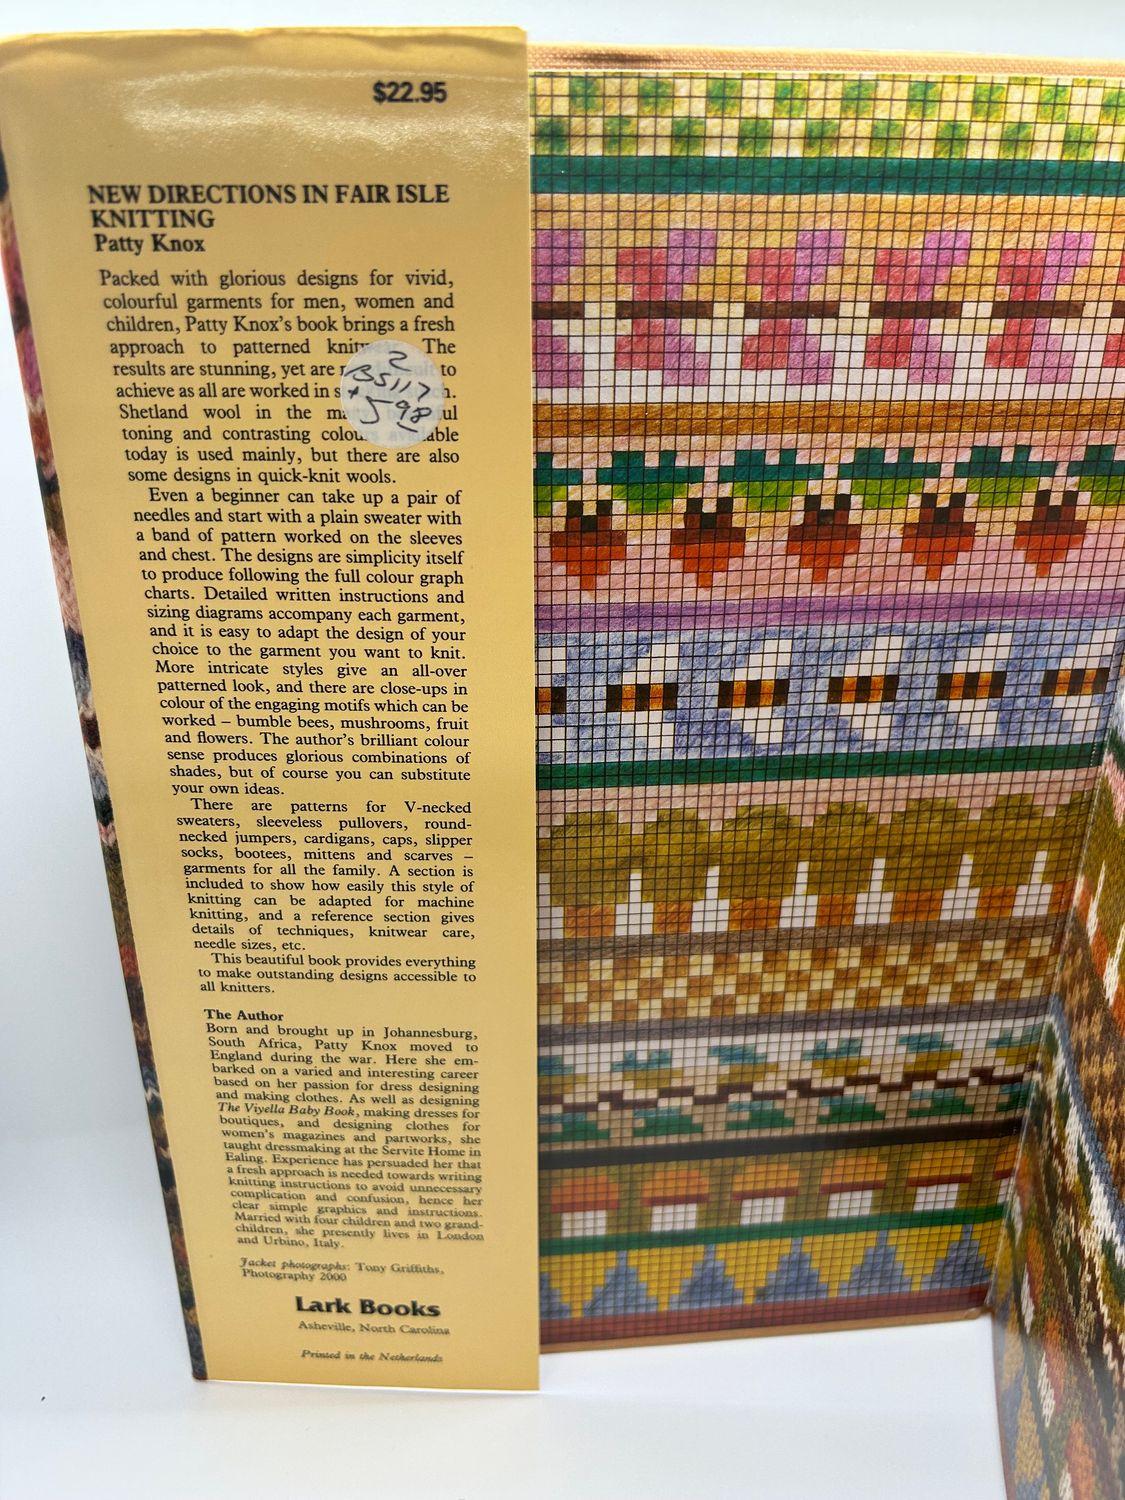 $22.95
NEW DIRECTIONS IN FAIR ISLE
KNITTING
Patty Knox
Packed with glorious designs for vivid,
colourful garments for men, women and
children, Patty Knox's book brings a fresh
approach to patterned The
results are stunning, yet are to
achieve as all are worked in
Shetland wool in the
toning and contrasting
today is used mainly, but there are also
some designs in quick-knit wools.
2
B5117
5 98
Even a beginner can take up a pair of
needles and start with a plain sweater with
a band of pattern worked on the sleeves
and chest. The designs are simplicity itself
to produce following the full colour graph
charts. Detailed written instructions and
sizing diagrams accompany each garment,
and it is easy to adapt the design of your
choice to the garment you want to knit.
More intricate styles give an all-over
patterned look, and there are close-ups in
colour of the engaging motifs which can be
worked – bumble bees, mushrooms, fruit
and flowers. The author's brilliant colour
sense produces glorious combinations of
shades, but of course you can substitute
your own ideas.
There are patterns for V-necked
sweaters, sleeveless pullovers, round-
necked jumpers, cardigans, caps, slipper
socks, bootees, mittens and scarves –
garments for all the family. A section is
included to show how easily this style of
knitting can be adapted for machine
knitting, and a reference section gives
details of techniques, knitwear care,
needle sizes, etc.
This beautiful book provides everything
to make outstanding designs accessible to
all knitters.
The Author
Born and brought up in Johannesburg,
South Africa, Patty Knox moved to
England during the war. Here she em-
barked on a varied and interesting career
based on her passion for dress designing
and making clothes. As well as designing
The Viyella Baby Book, making dresses for
boutiques, and designing clothes for
women's magazines and partworks, she
taught dressmaking at the Servite Home in
Ealing. Experience has persuaded her that
a fresh approach is needed towards writing
knitting instructions to avoid unnecessary
complication and confusion, hence her
clear simple graphics and instructions.
Married with four children and two grand-
children, she presently lives in London
and Urbino, Italy.
Jacket photographs: Tony Griffiths,
Photography 2000
Lark Books
Asheville, North Carolina
Printed in the Netherlands